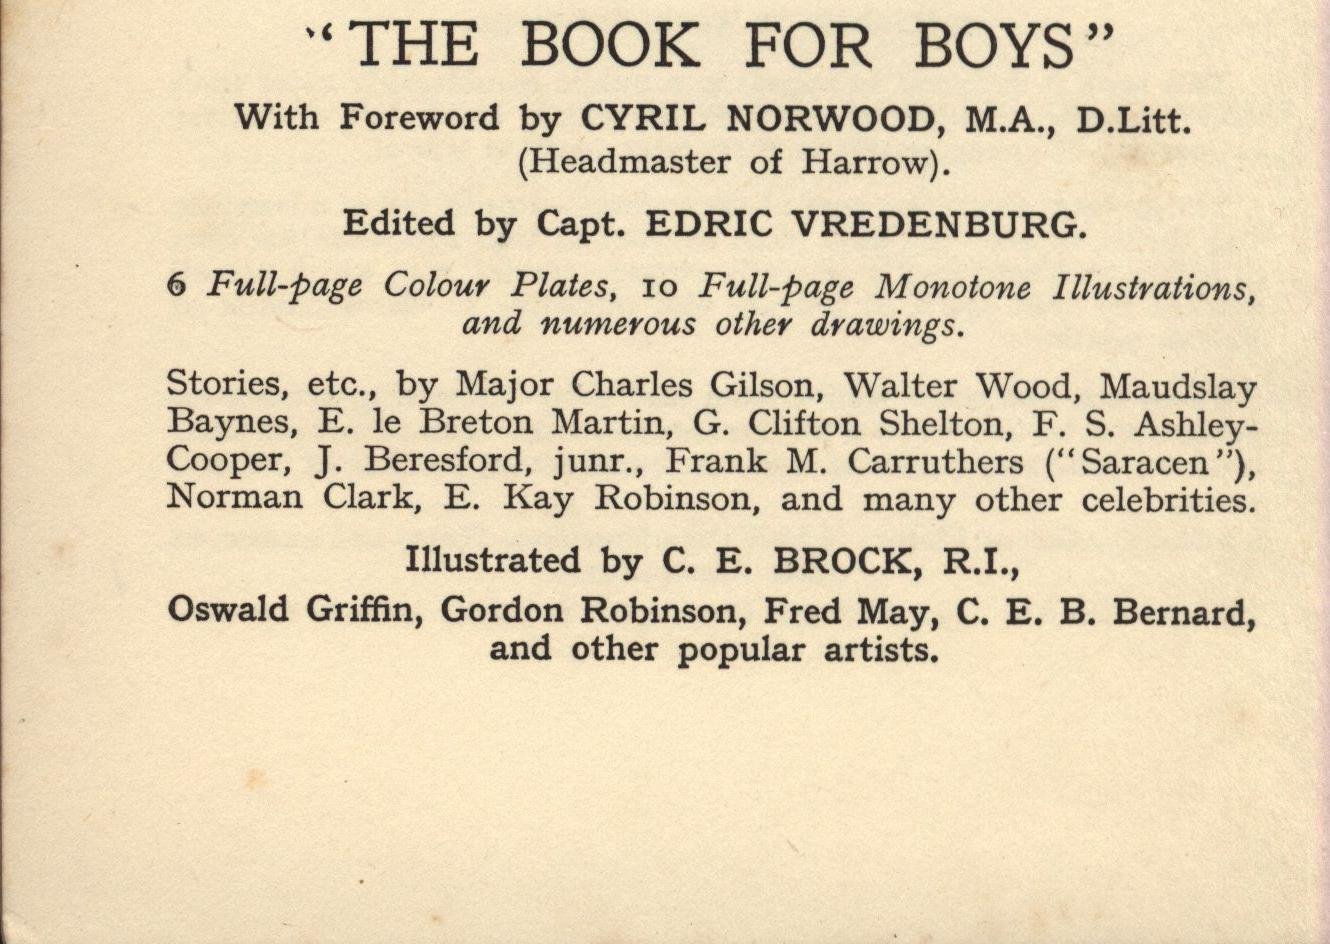 "THE BOOK FOR BOYS"
With Foreword by CYRIL NORWOOD, M.A., D.Litt.
(Headmaster of Harrow).
Edited by Capt. EDRIC VREDENBURG.
6 Full-page Colour Plates, 10 Full-page Monotone Illustrations,
and numerous other drawings.
Stories, etc., by Major Charles Gilson, Walter Wood, Maudslay
Baynes, E. le Breton Martin, G. Clifton Shelton, F. S. Ashley-
Cooper, J. Beresford, junr., Frank M. Carruthers ("Saracen"),
Norman Clark, E. Kay Robinson, and many other celebrities.
Illustrated by C. E. BROCK, R.I.,
Oswald Griffin, Gordon Robinson, Fred May, C. E. B. Bernard,
and other popular artists.